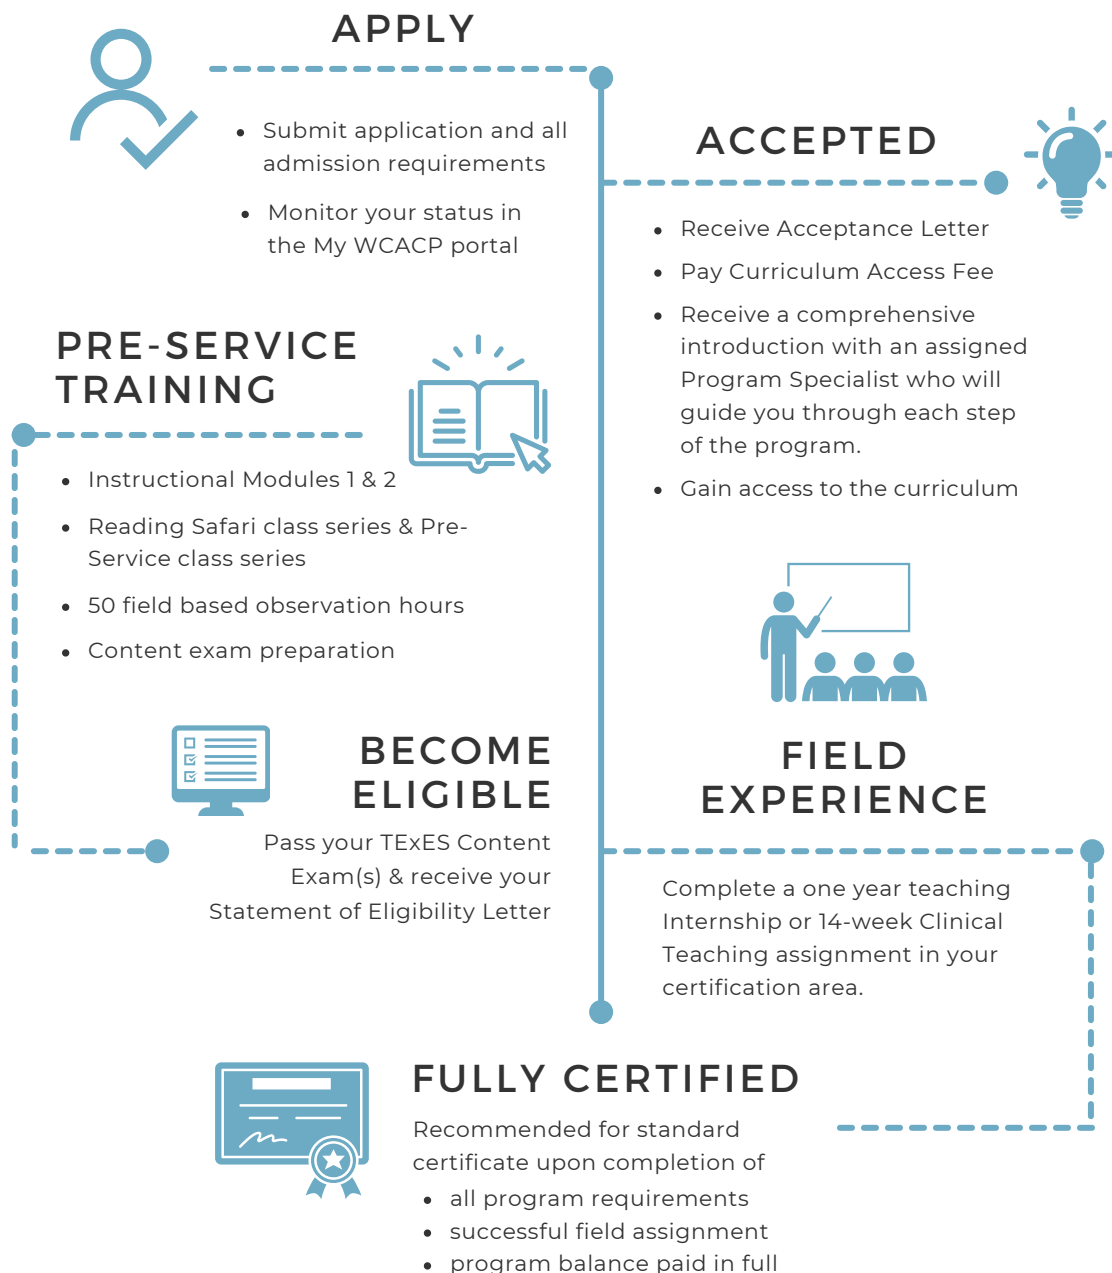 APPLY
• Submit application and all
admission requirements
• Monitor your status in
the My WCACP portal
ACCEPTED
• Receive Acceptance Letter
• Pay Curriculum Access Fee
• Receive a comprehensive
introduction with an assigned
Program Specialist who will
guide you through each step
of the program.
• Gain access to the curriculum
PRE-SERVICE
TRAINING
• Instructional Modules 1 & 2
• Reading Safari class series & Pre-
Service class series
• 50 field based observation hours
• Content exam preparation
BECOME
ELIGIBLE
Pass your TExES Content
Exam(s) & receive your
Statement of Eligibility Letter
FIELD
EXPERIENCE
Complete a one year teaching
Internship or 14-week Clinical
Teaching assignment in your
certification area.
FULLY CERTIFIED
Recommended for standard
certificate upon completion of
• all program requirements
• successful field assignment
• program balance paid in full